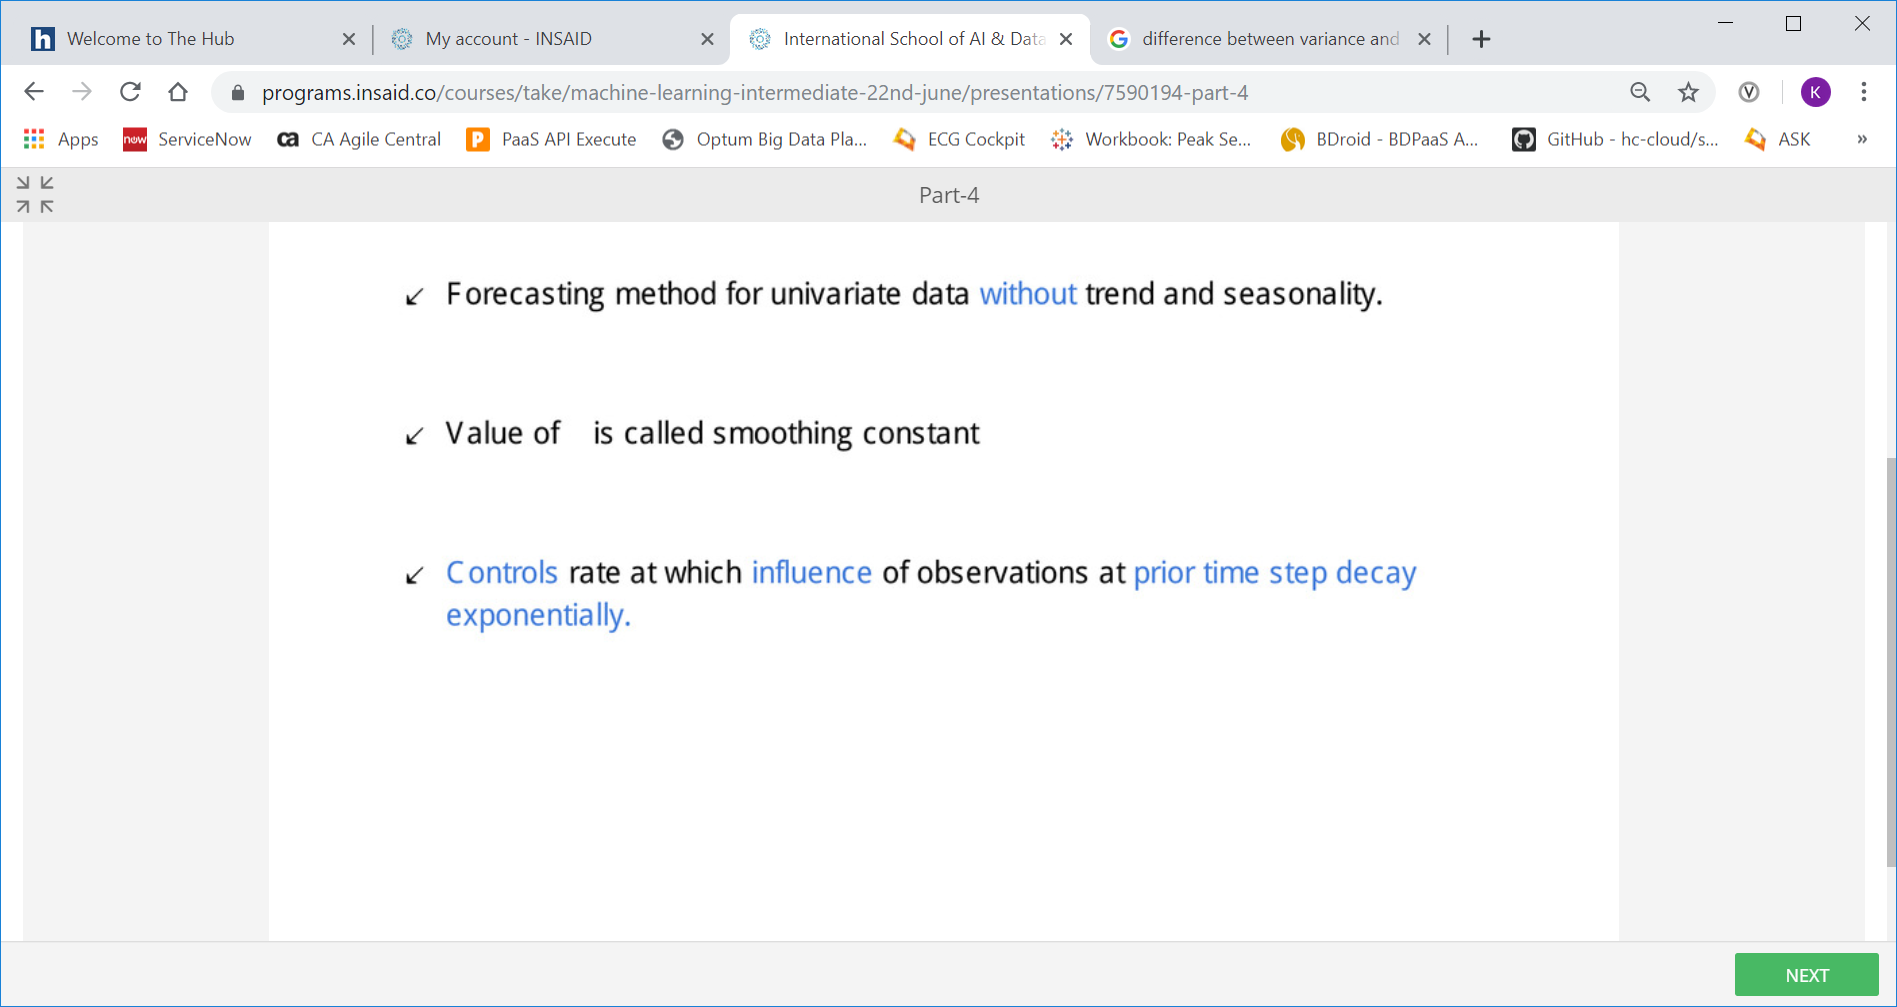 h Welcome to The Hub
My account - INSAID
International School of AI & Data
difference between variance and
programs.insaid.co/courses/take/machine-learning-intermediate-22nd-june/presentations/7590194-part-4
V
K
Apps
now ServiceNow
ca CA Agile Central
P PaaS API Execute
Optum Big Data Pla...
ECG Cockpit
Workbook: Peak Se...
BDroid - BDPaaS A...
GitHub - hc-cloud/s...
ASK
»
Part-4
Forecasting method for univariate data without trend and seasonality.
Value of is called smoothing constant
Controls rate at which influence of observations at prior time step decay
exponentially.
NEXT